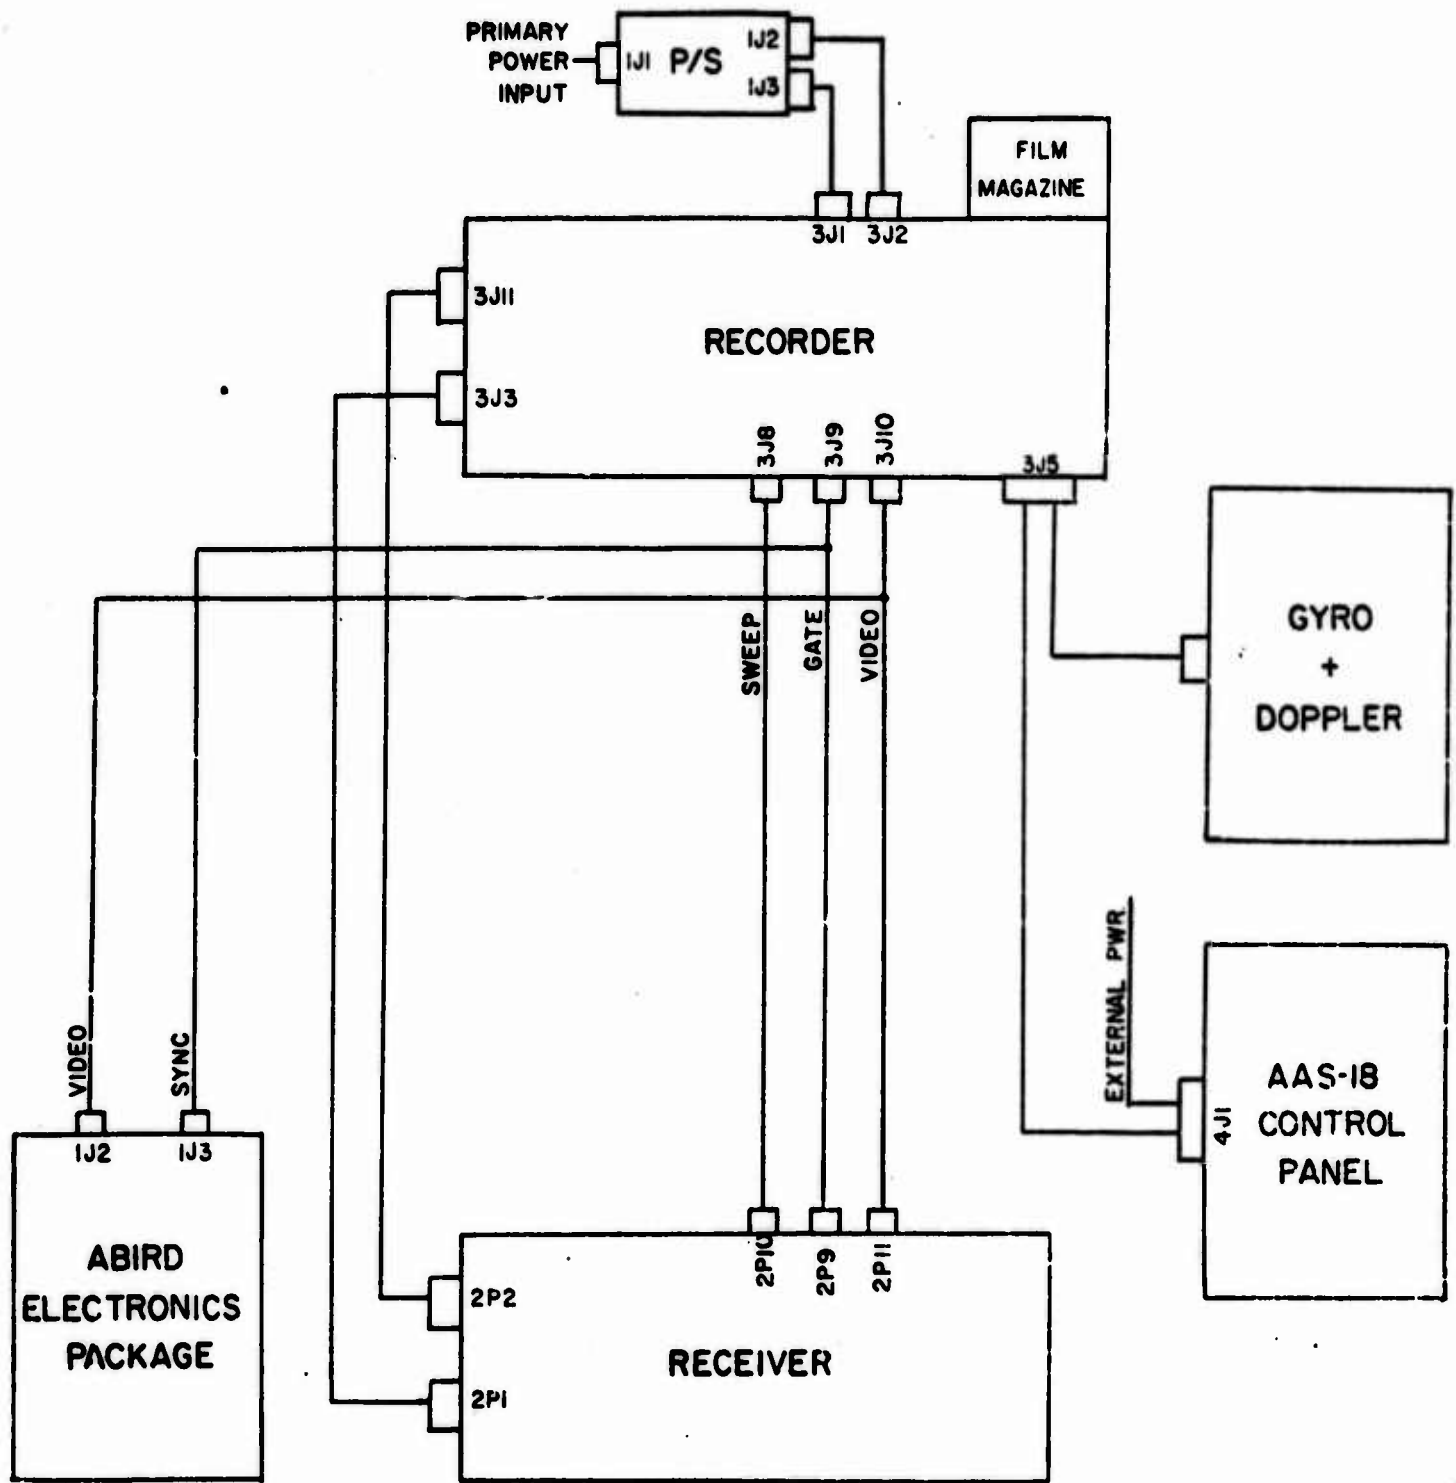 PRIMARY
POWER
INPUT
1J1
P/S
1J2
1J3
FILM
MAGAZINE
3J1
3J2
3J11
RECORDER
3J3
3J8
3J9
3J10
3J5
SWEEP
GATE
VIDEO
GYRO
+
DOPPLER
EXTERNAL PWR.
VIDEO
SYNC
4J1
AAS-18
CONTROL
PANEL
1J2
1J3
ABIRD
ELECTRONICS
PACKAGE
2P10
2P9
2P11
2P2
RECEIVER
2P1